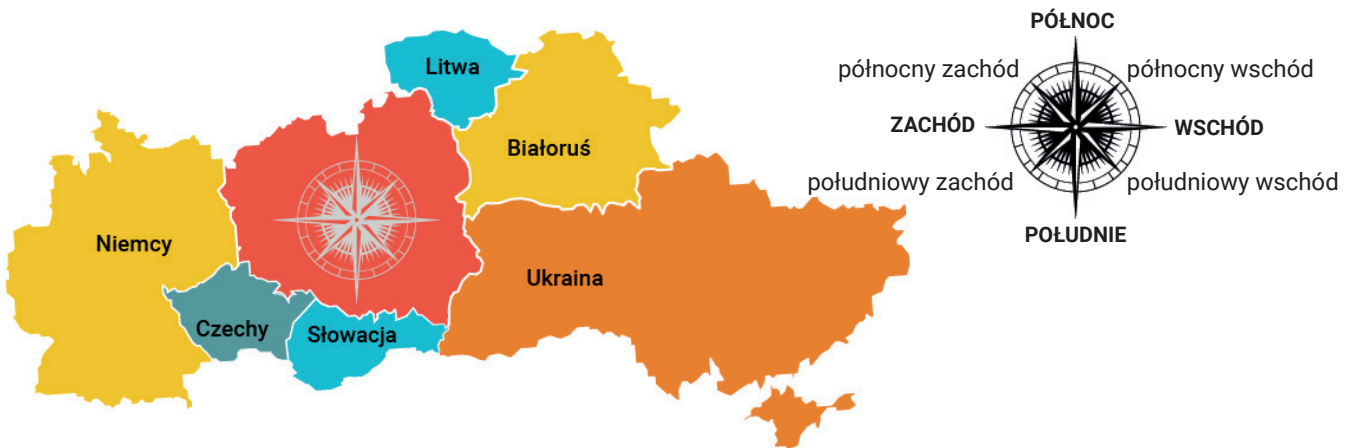 Litwa
Białoruś
Niemcy
Ukraina
Czechy
Słowacja
PÓŁNOC
północny zachód
północny wschód
ZACHÓD
WSCHÓD
południowy zachód
południowy wschód
POŁUDNIE